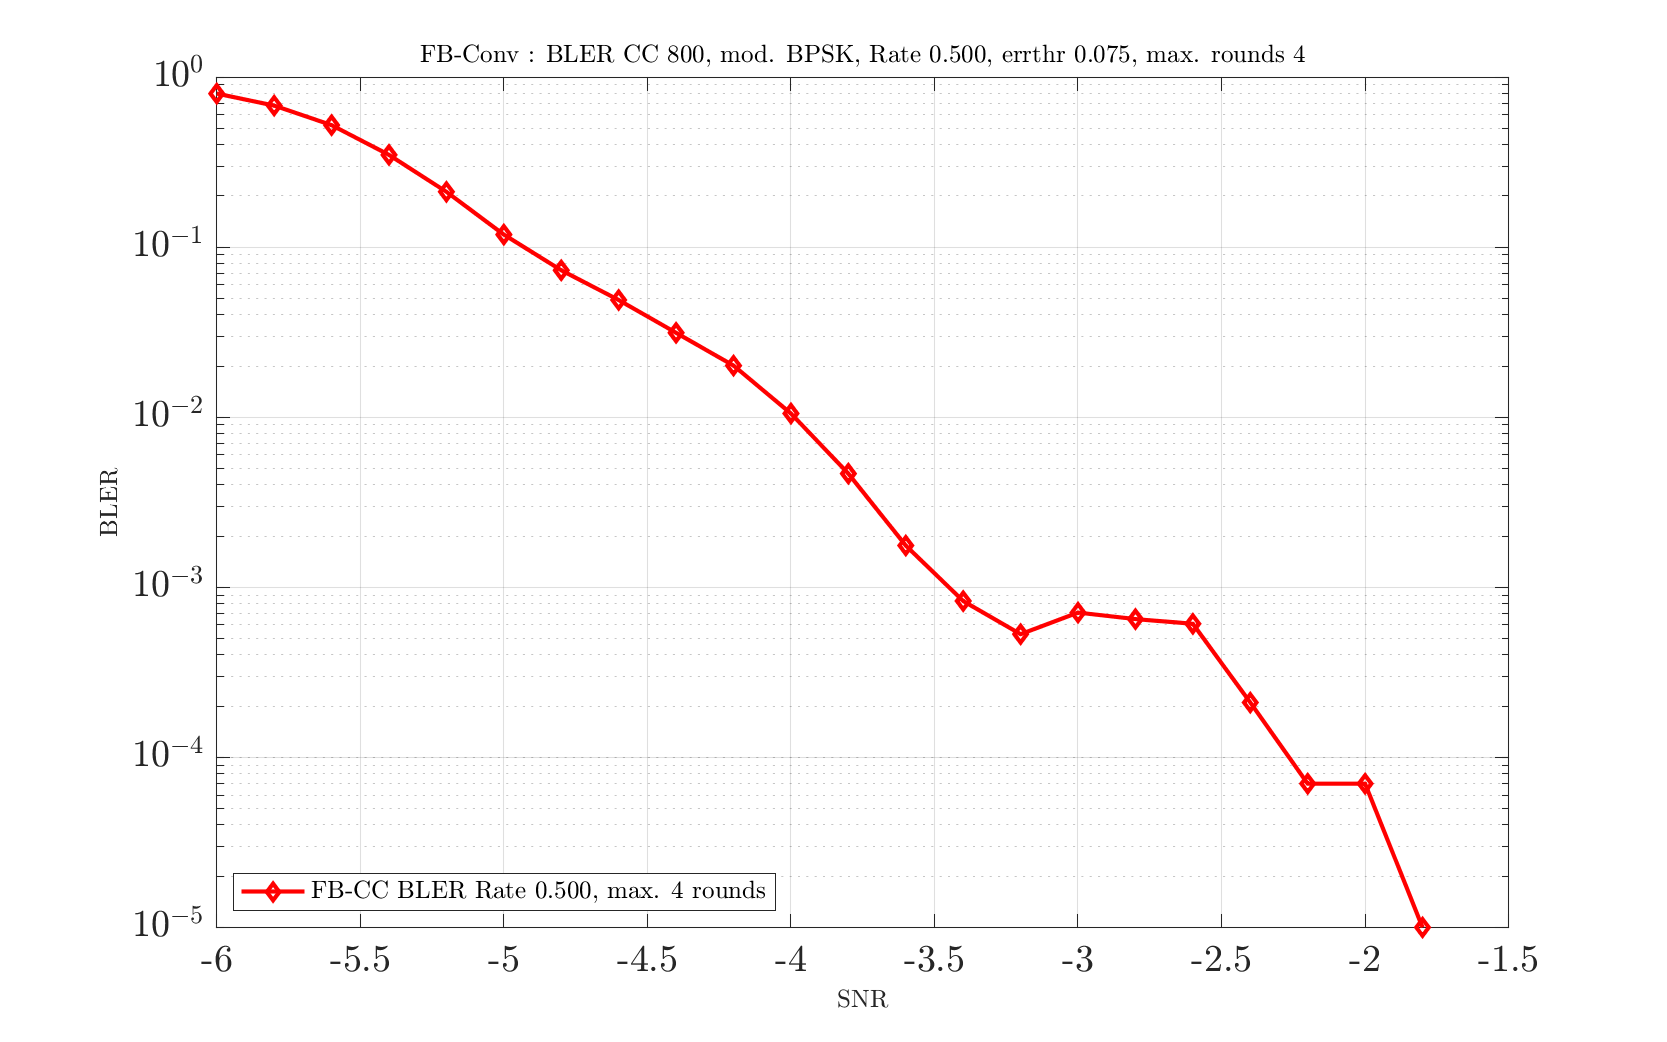 FB-Conv : BLER CC 800, mod. BPSK, Rate 0.500, errthr 0.075, max. rounds 4
10^0
10^-1
10^-2
10^-3
10^-4
10^-5
BLER
FB-CC BLER Rate 0.500, max. 4 rounds
-6 -5.5 -5 -4.5 -4 -3.5 -3 -2.5 -2 -1.5
SNR